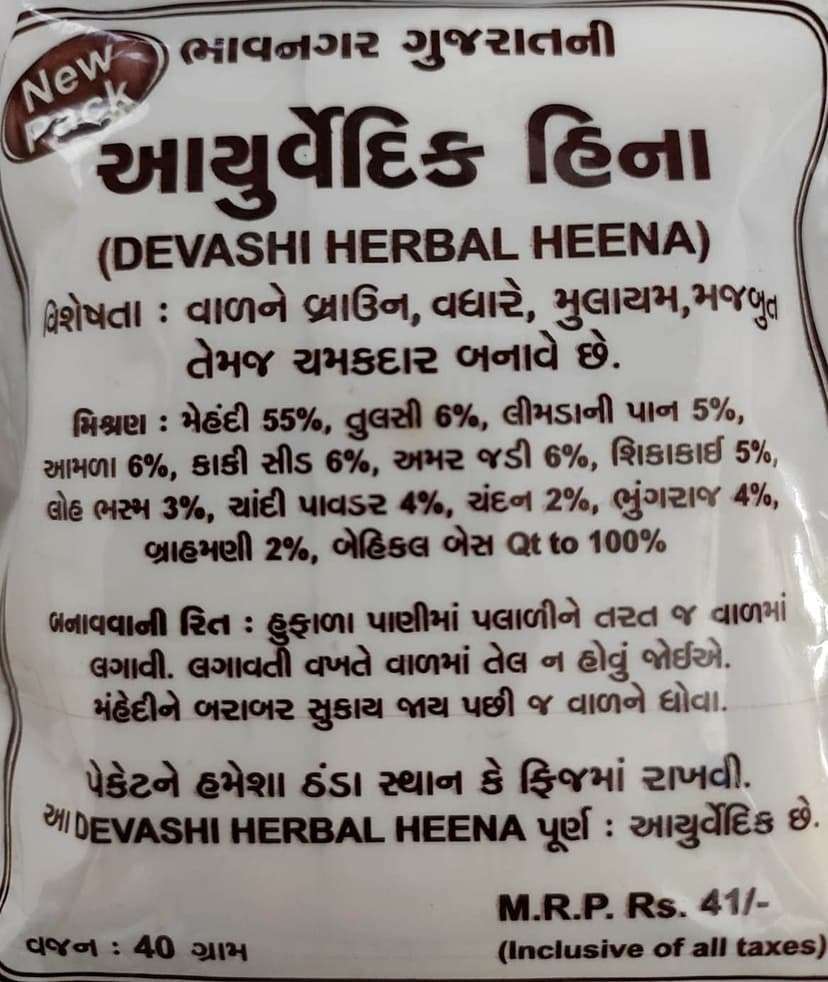 New
Pack
ભાવનગર ગુજરાતની
આયુર્વેદિક હિના
(DEVASHI HERBAL HEENA)
વિશેષતા : વાળને બ્રાઉન, વધારે, મુલાયમ,મજબુત
તેમજ ચમકદાર બનાવે છે.
મિશ્રણ : મેહંદી 55%, તુલસી 6%, લીમડાની પાન 5%,
આમળા 6%, કાકી સીડ 6%, અમર જડી 6%, શિકાકાઈ 5%,
લોહ ભસ્મ 3%, ચાંદી પાવડર 4%, ચંદન 2%, ભુંગરાજ 4%,
બ્રાહમણી 2%, બેહિકલ બેસ Qt to 100%
બનાવવાની રિત : હુફાળા પાણીમાં પલાળીને તરત જ વાળમાં
લગાવી. લગાવતી વખતે વાળમાં તેલ ન હોવું જોઈએ.
મંહેદીને બરાબર સુકાય જાય પછી જ વાળને ધોવા.
પેકેટને હમેશા ઠંડા સ્થાન કે ફિજમાં રાખવી.
આ DEVASHI HERBAL HEENA પૂર્ણ : આયુર્વેદિક છે.
M.R.P. Rs. 41/-
વજન : 40 ગ્રામ (Inclusive of all taxes)